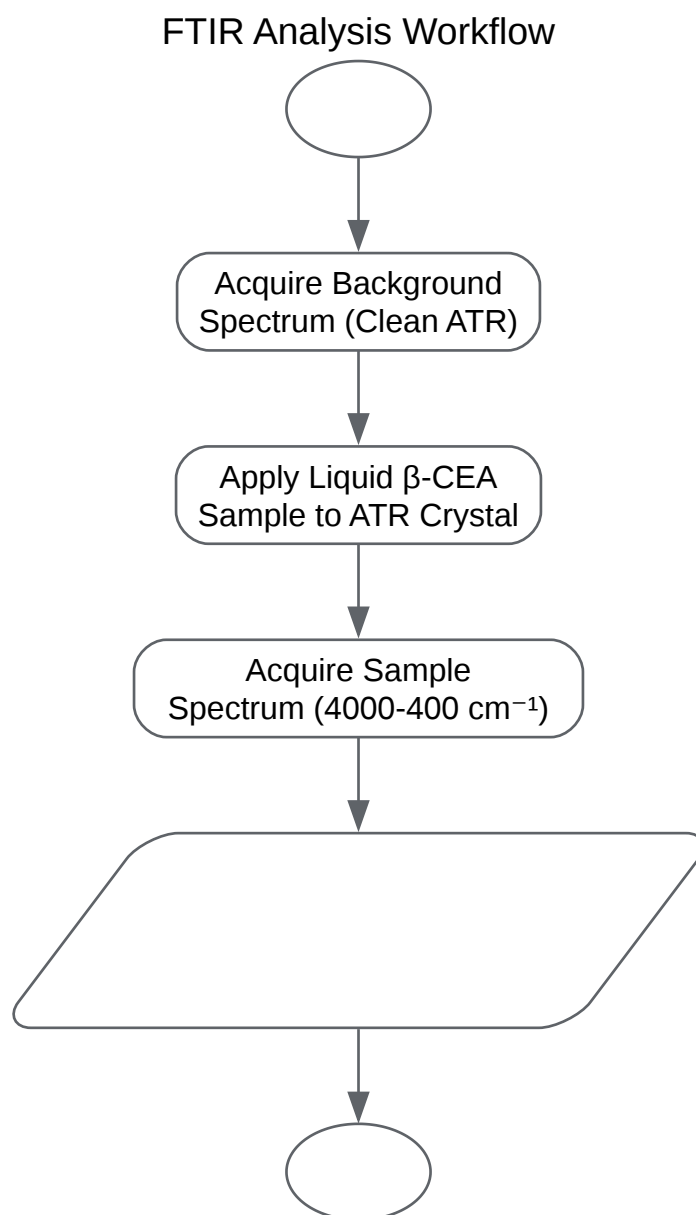 FTIR Analysis Workflow
Acquire Background
Spectrum (Clean ATR)
Apply Liquid β-CEA
Sample to ATR Crystal
Acquire Sample
Spectrum (4000-400 cm⁻¹)